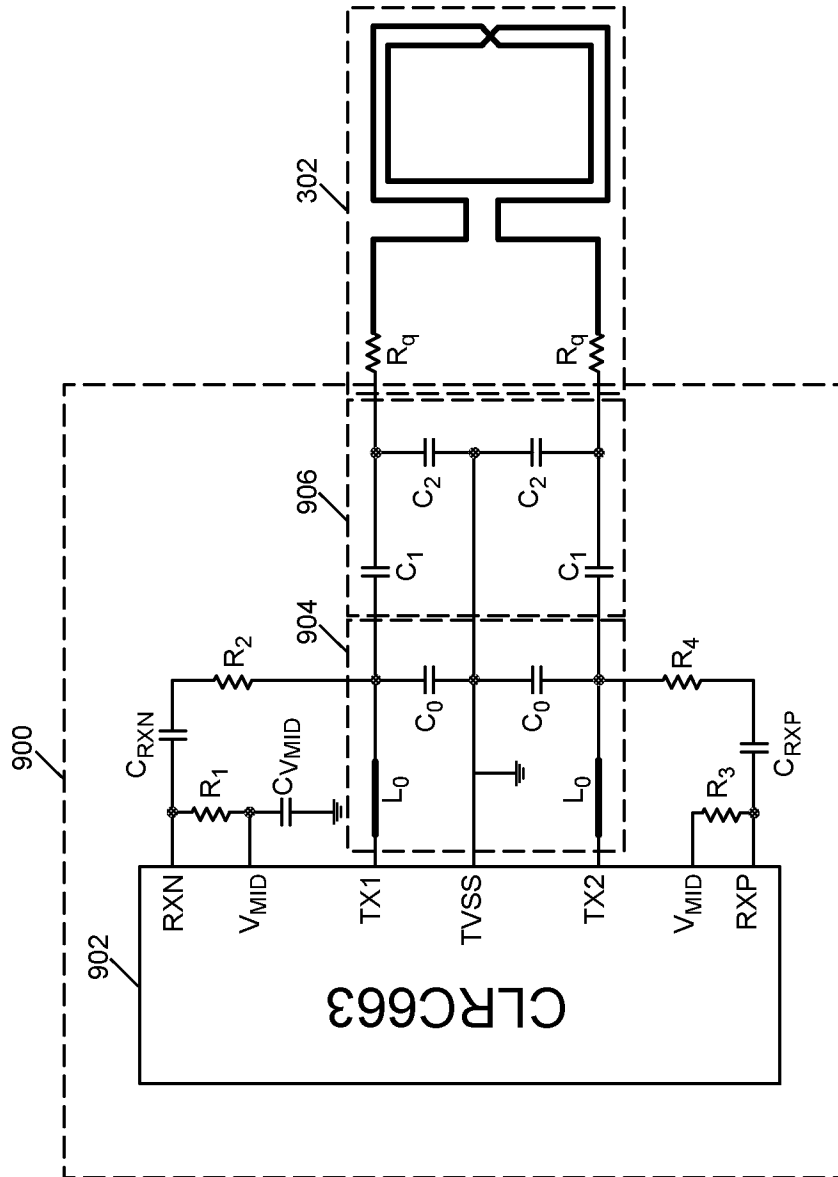 900
902
CLRC663
RXN
VMID
TX1
TVSS
TX2
VMID
RXP
CRXN
R1
CVMID
R2
904
L0
C0
C0
L0
R4
R3
CRXP
906
C1
C2
C2
C1
302
Rq
Rq